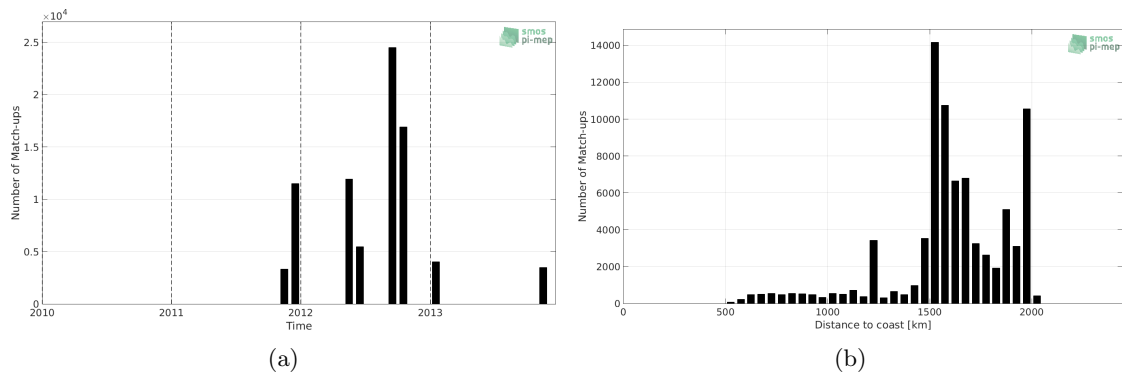 ×10⁴
smos
pi-mep
2.5
2
1.5
1
0.5
0
Number of Match-ups
2010
2011
2012
2013
Time
(a)
smos
pi-mep
14000
12000
10000
8000
6000
4000
2000
0
Number of Match-ups
0
500
1000
1500
2000
Distance to coast [km]
(b)